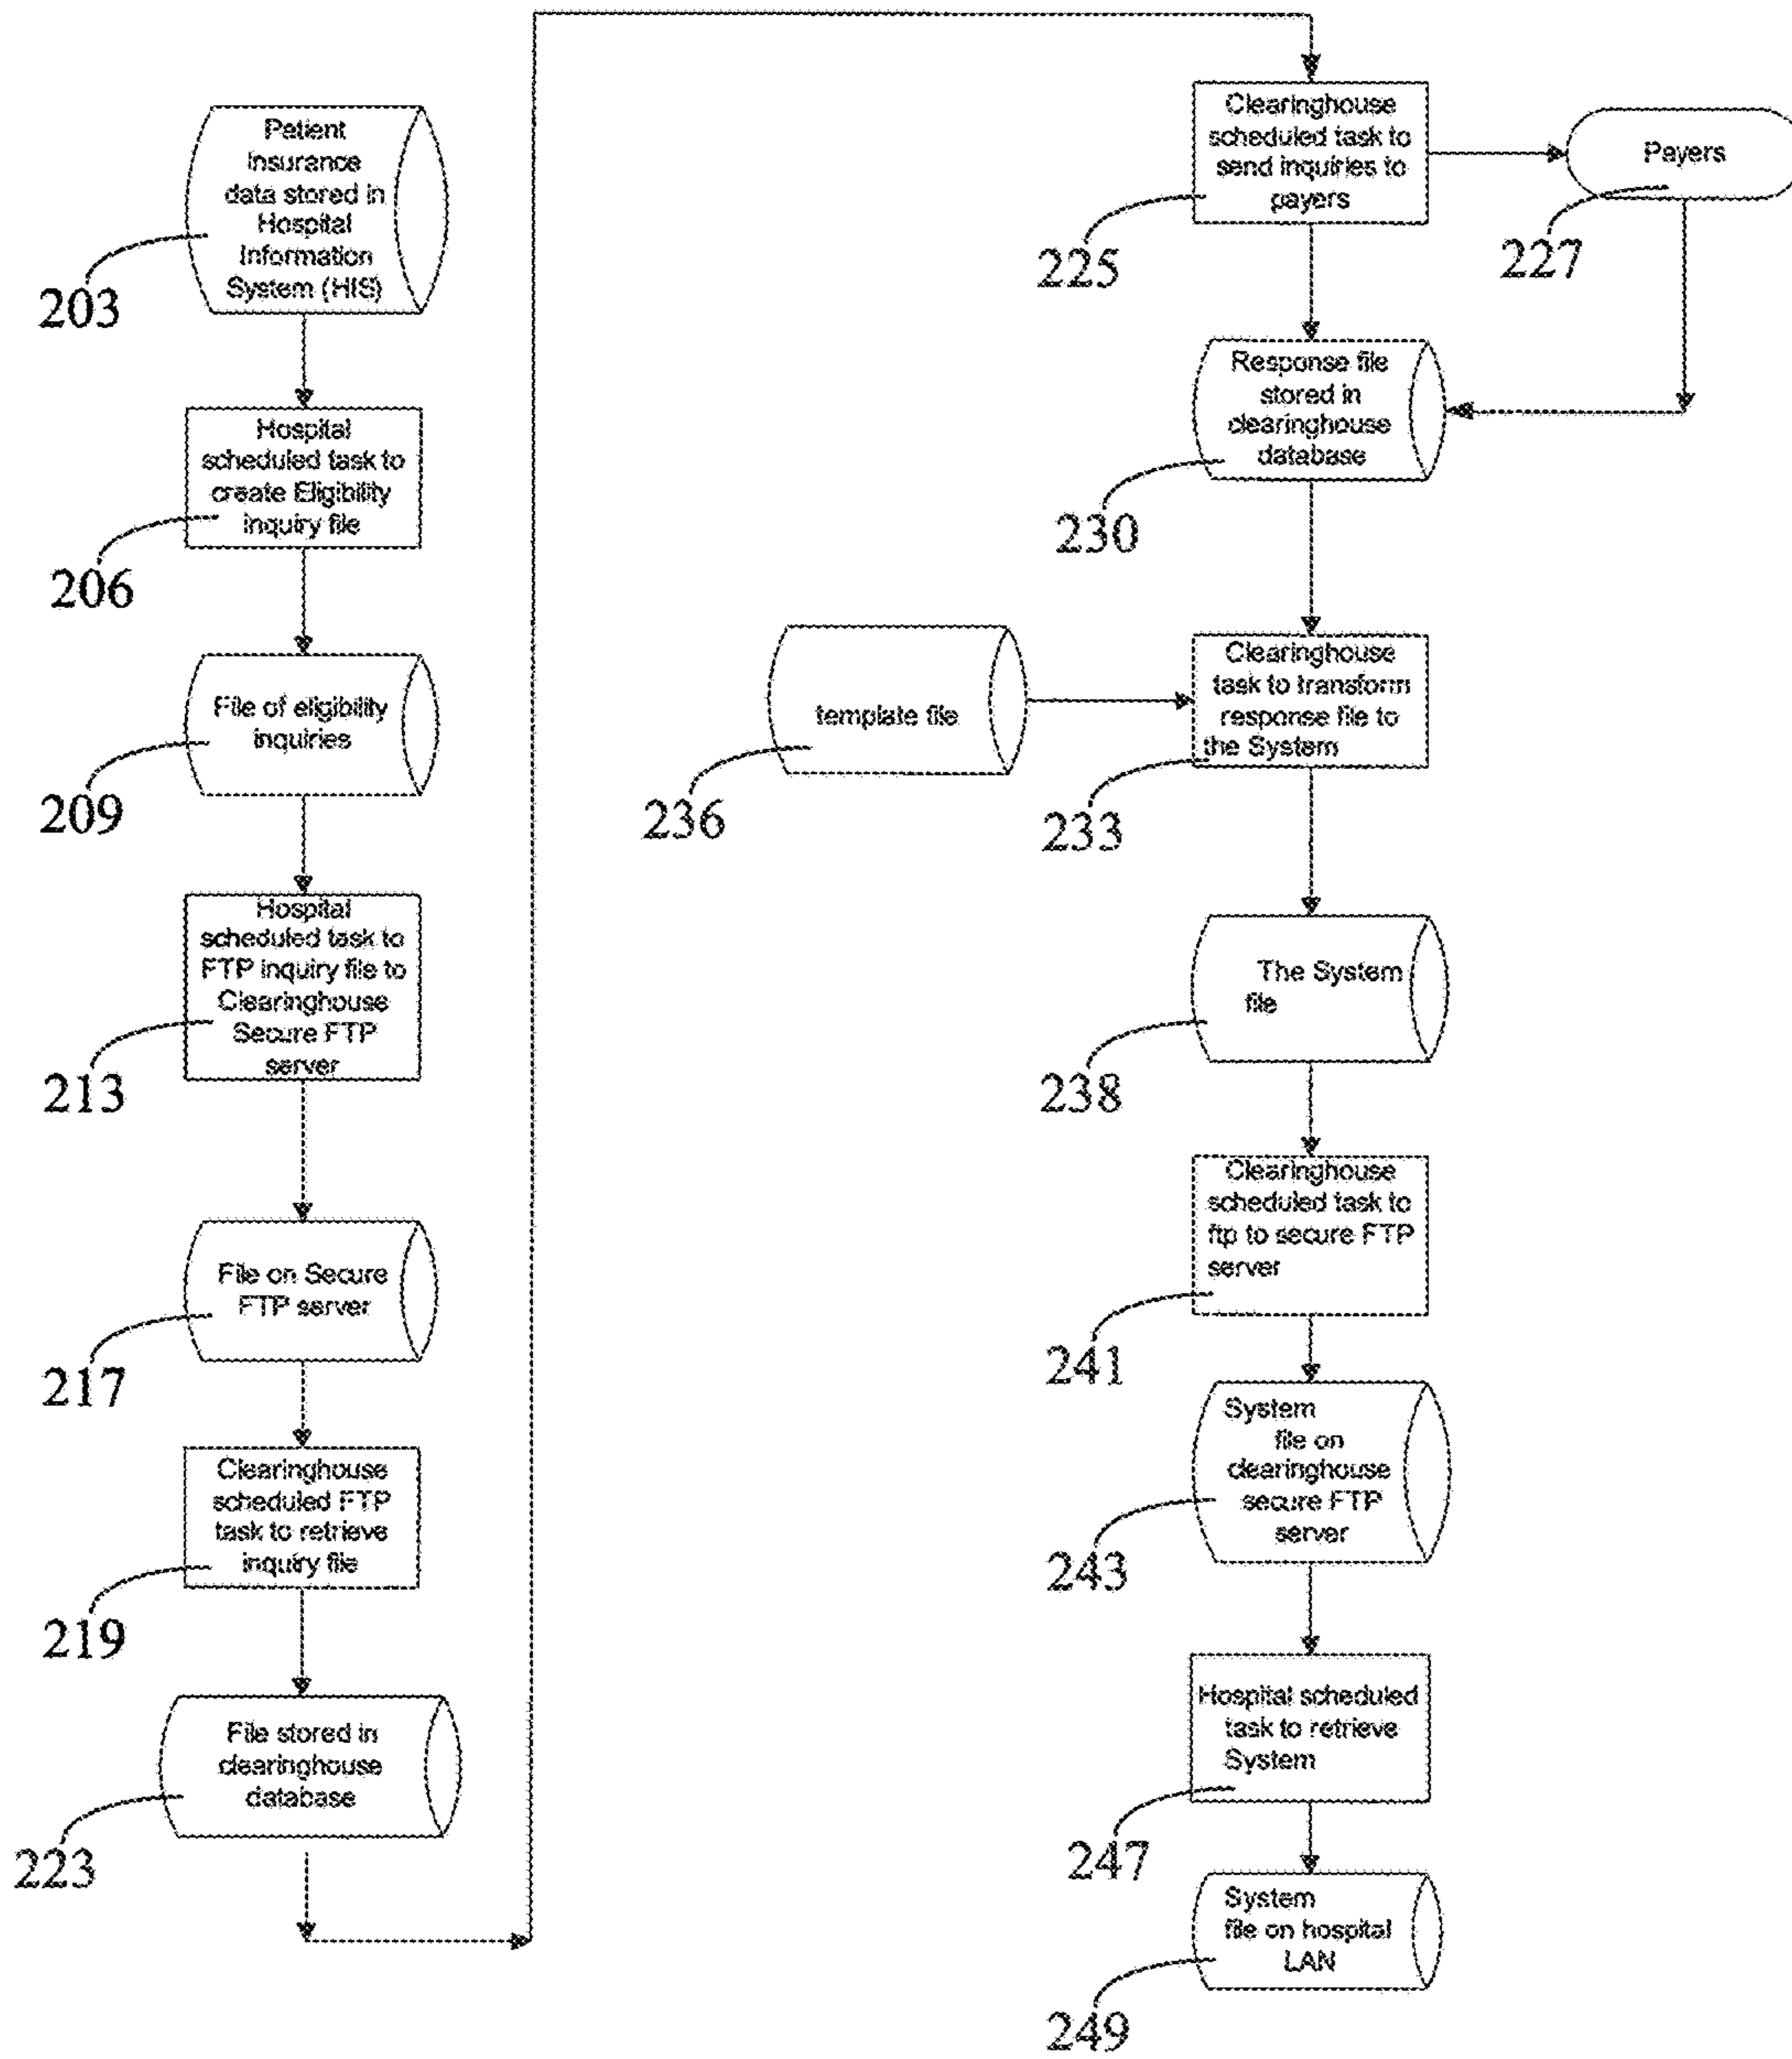 Patient
insurance
data stored in
Hospital
Information
System (HIS)
203
Hospital
scheduled task to
create Eligibility
inquiry file
206
File of eligibility
inquiries
209
Hospital
scheduled task to
FTP inquiry file to
Clearinghouse
Secure FTP
server
213
File on Secure
FTP server
217
Clearinghouse
scheduled FTP
task to retrieve
inquiry file
219
File stored in
clearinghouse
database
223
Clearinghouse
scheduled task to
send inquiries to
payers
225
Payers
227
Response file
stored in
clearinghouse
database
230
template file
236
Clearinghouse
task to transform
response file to
the System
233
The System
file
238
Clearinghouse
scheduled task to
ftp to secure FTP
server
241
System
file on
clearinghouse
secure FTP
server
243
Hospital scheduled
task to retrieve
System
247
System
file on hospital
LAN
249